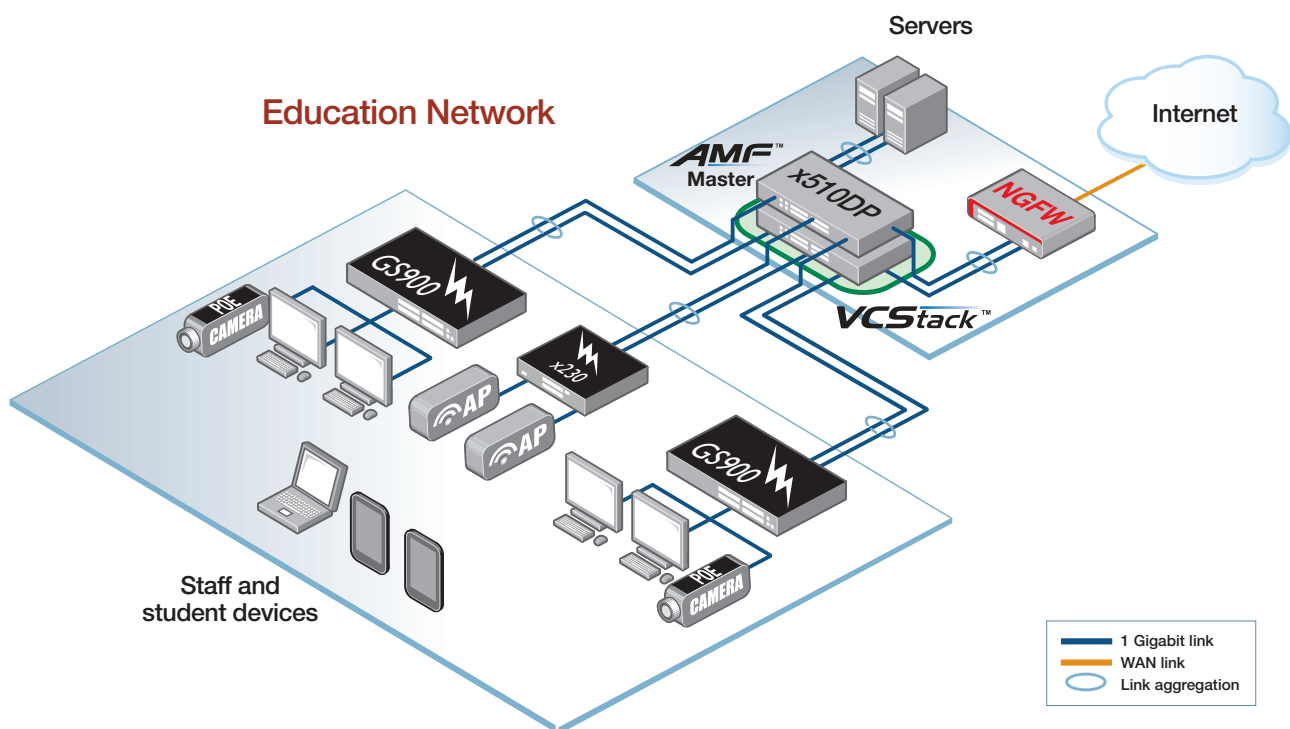 Servers
Education Network
Internet
AMF™
Master
x510DP
NGFW
VCStack™
GS900
POE
CAMERA
x230
AP
AP
GS900
POE
CAMERA
Staff and
student devices
1 Gigabit link
WAN link
Link aggregation